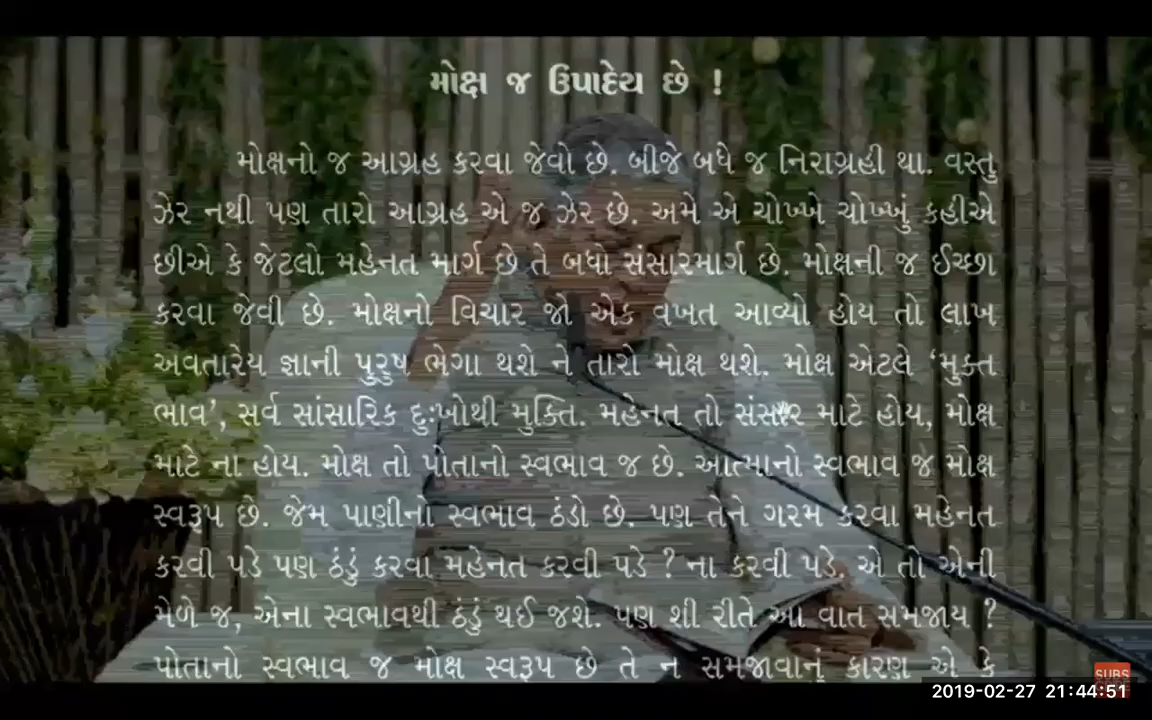 મોક્ષ જ ઉપાદેય છે !
મોક્ષનો જ આગ્રહ કરવા જેવો છે. બીજે બધે જ નિરાગ્રહી થા. વસ્તુ
ઝેર નથી પણ તારો આગ્રહ એ જ ઝેર છે. અમે એ ચોખ્ખે ચોખ્ખું કહીએ
છીએ કે જેટલો મહેનત માર્ગ છે તે બધો સંસારમાર્ગ છે. મોક્ષની જ ઈચ્છા
કરવા જેવી છે. મોક્ષનો વિચાર જો એક વખત આવ્યો હોય તો લાખ
અવતારેય જ્ઞાની પુરુષ ભેગા થશે ને તારો મોક્ષ થશે. મોક્ષ એટલે ‘મુક્ત
ભાવ’, સર્વ સાંસારિક દુઃખોથી મુક્તિ. મહેનત તો સંસાર માટે હોય, મોક્ષ
માટે ના હોય. મોક્ષ તો પોતાનો સ્વભાવ જ છે. આત્માનો સ્વભાવ જ મોક્ષ
સ્વરૂપ છે. જેમ પાણીનો સ્વભાવ ઠંડો છે. પણ તેને ગરમ કરવા મહેનત
કરવી પડે પણ ઠંડું કરવા મહેનત કરવી પડે ? ના કરવી પડે. એ તો એની
મેળે જ, એના સ્વભાવથી ઠંડું થઈ જશે. પણ શી રીતે આ વાત સમજાય ?
પોતાનો સ્વભાવ જ મોક્ષ સ્વરૂપ છે તે ન સમજાવાનું કારણ એ કે
SUBS
2019-02-27 21:44:51